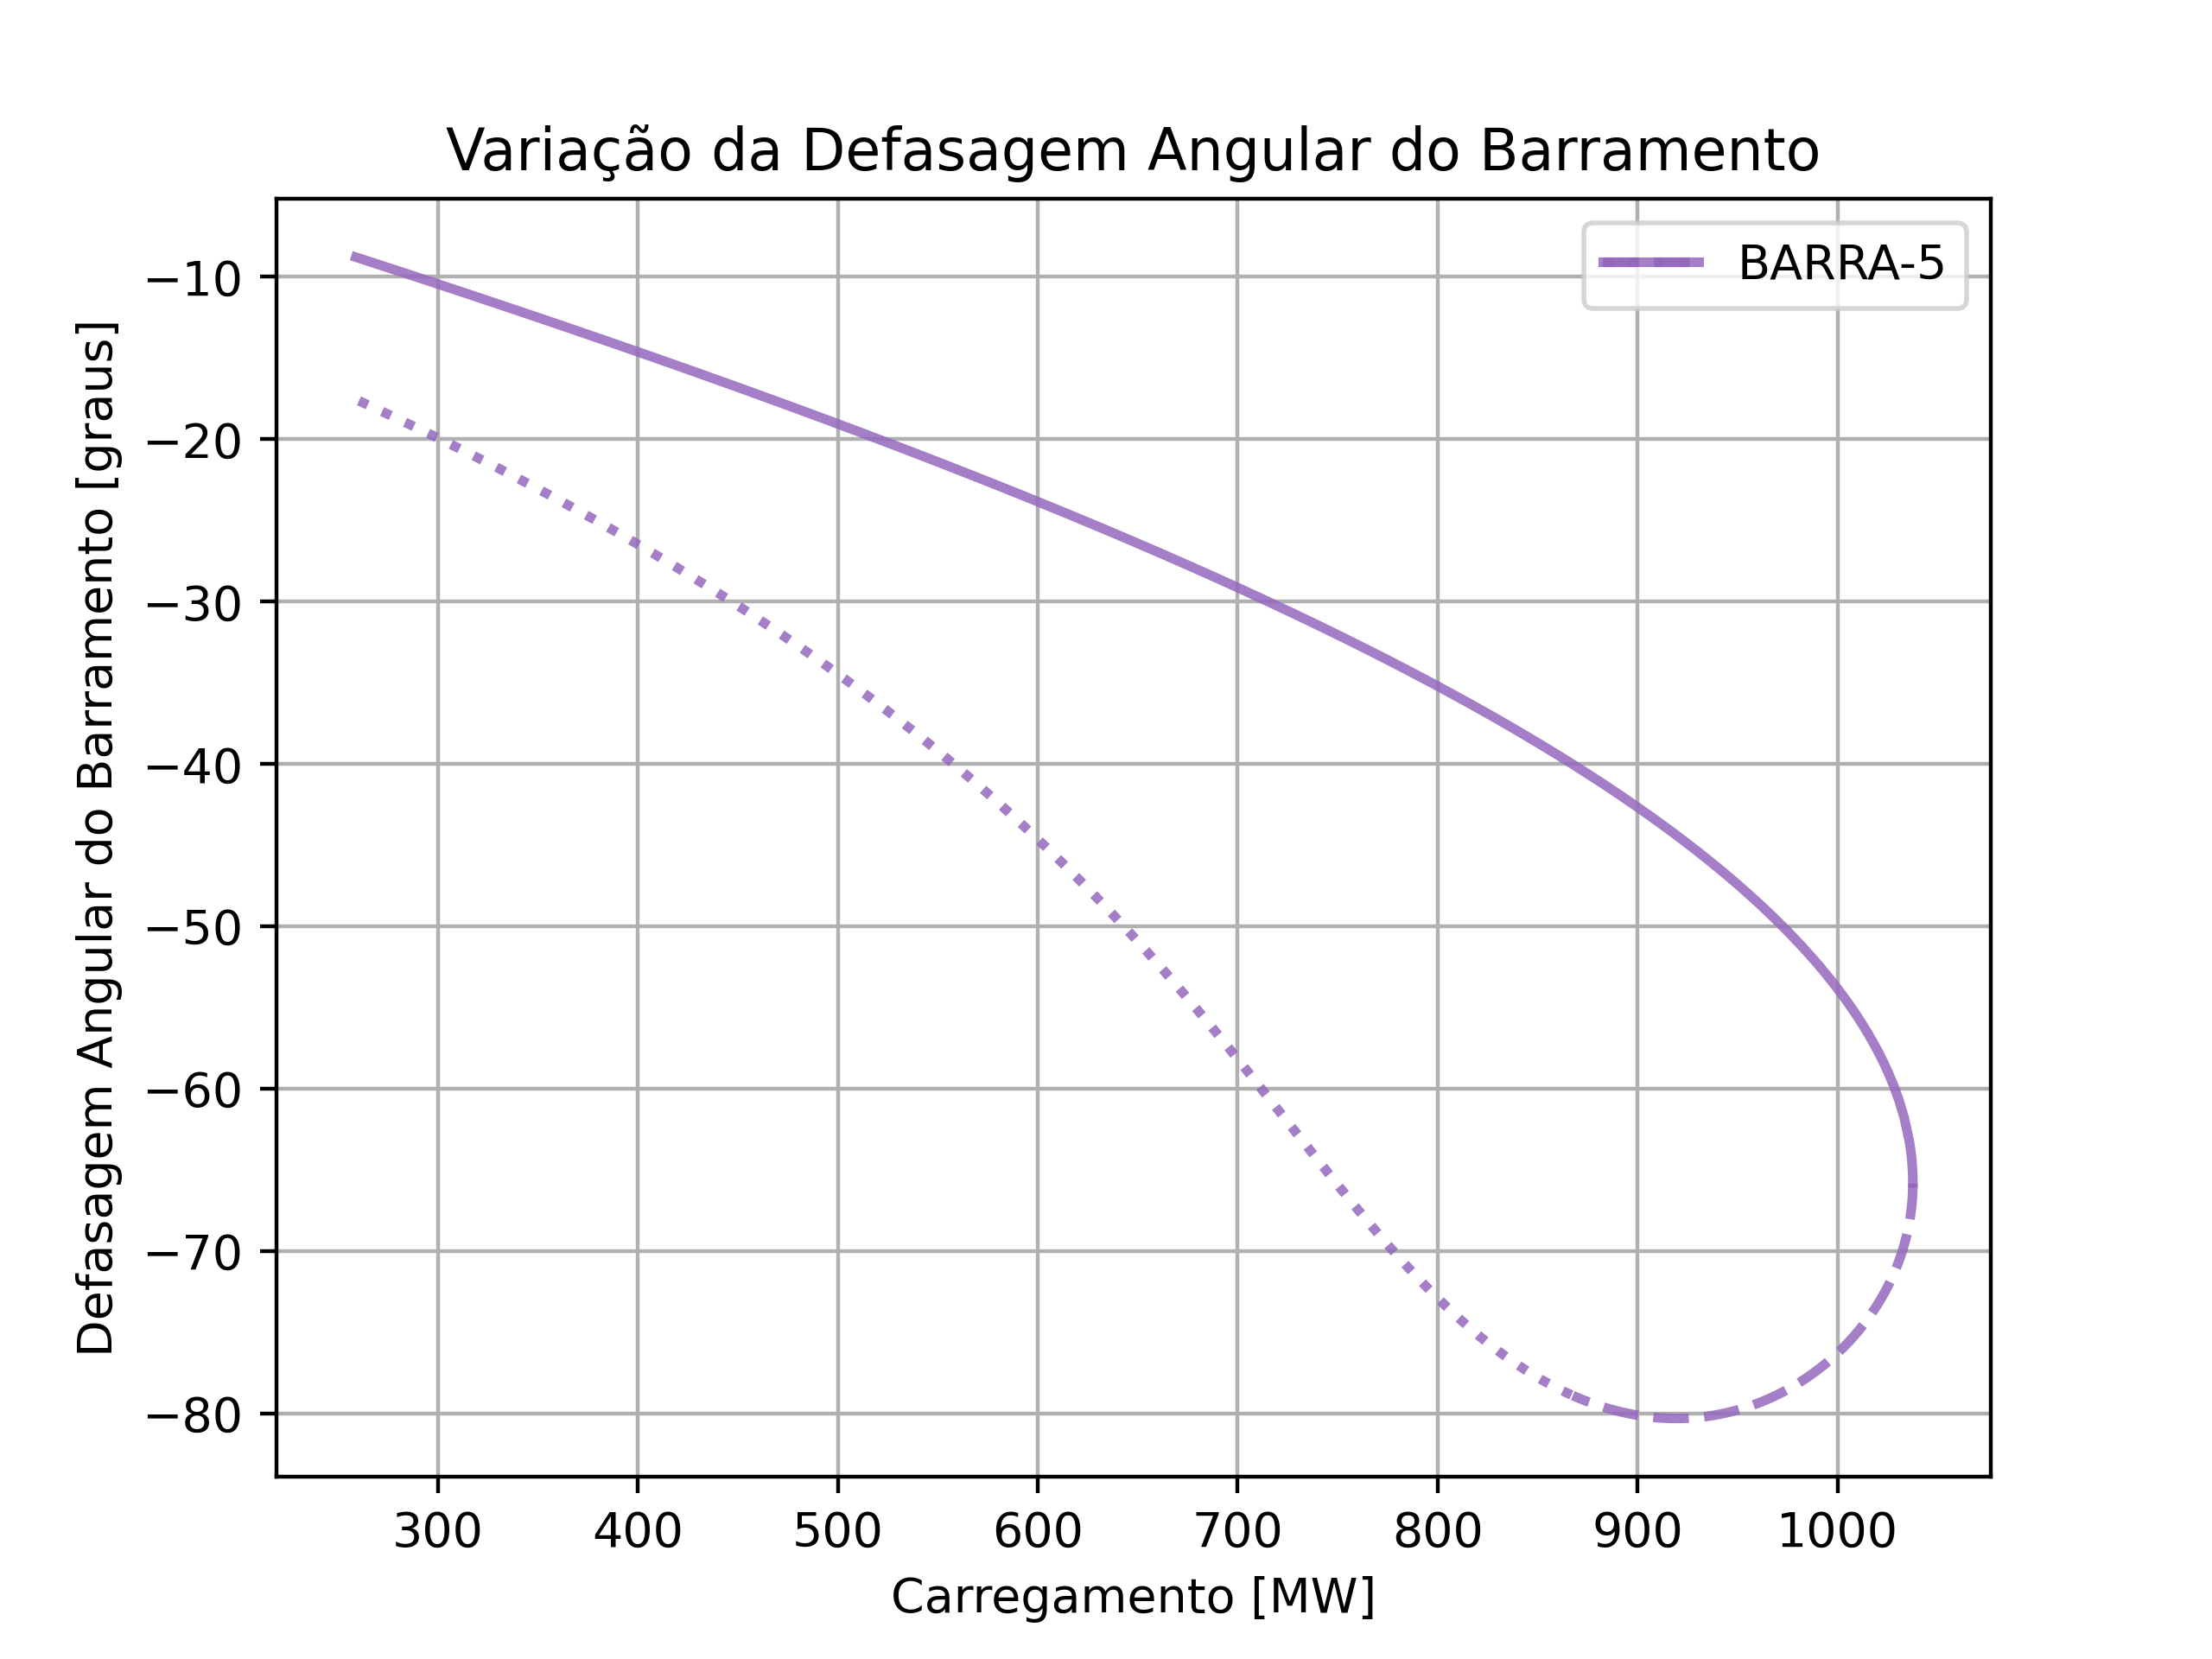 Variação da Defasagem Angular do Barramento
BARRA-5
Defasagem Angular do Barramento [graus]
−10
−20
−30
−40
−50
−60
−70
−80
300 400 500 600 700 800 900 1000
Carregamento [MW]